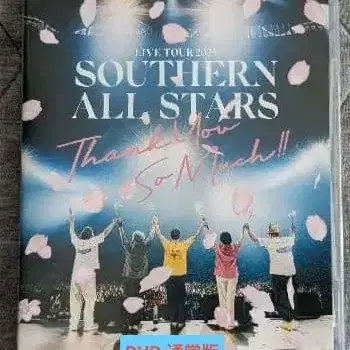 LIVE TOUR 2025
SOUTHERN
ALL STARS
Thank You
So Much!!
DVD 通常版